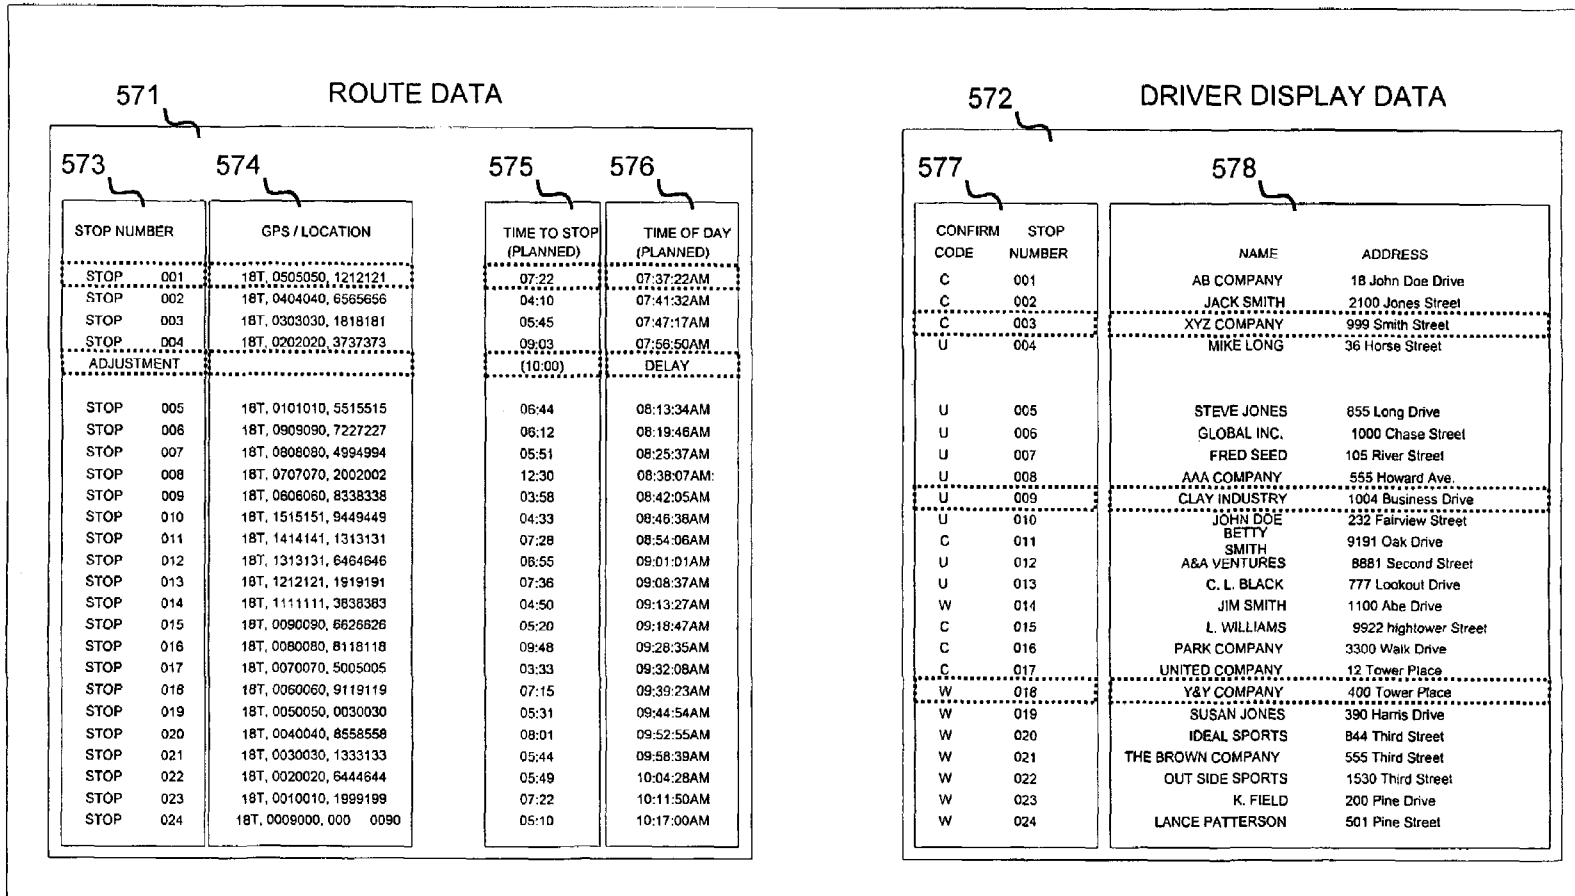 571 ROUTE DATA
573 574 575 576
STOP NUMBER GPS / LOCATION TIME TO STOP (PLANNED) TIME OF DAY (PLANNED)
STOP 001 18T, 0505050, 1212121 07:22 07:37:22AM
STOP 002 18T, 0404040, 6565656 04:10 07:41:32AM
STOP 003 18T, 0303030, 1818181 05:45 07:47:17AM
STOP 004 18T, 0202020, 3737373 09:03 07:56:50AM
ADJUSTMENT (10:00) DELAY
STOP 005 18T, 0101010, 5515515 06:44 08:13:34AM
STOP 006 18T, 0909090, 7227227 06:12 08:19:46AM
STOP 007 18T, 0808080, 4994994 05:51 08:25:37AM
STOP 008 18T, 0707070, 2002002 12:30 08:38:07AM:
STOP 009 18T, 0606060, 8338338 03:58 08:42:05AM
STOP 010 18T, 1515151, 9449449 04:33 08:46:38AM
STOP 011 18T, 1414141, 1313131 07:28 08:54:06AM
STOP 012 18T, 1313131, 6464646 06:55 09:01:01AM
STOP 013 18T, 1212121, 1919191 07:36 09:08:37AM
STOP 014 18T, 1111111, 3838383 04:50 09:13:27AM
STOP 015 18T, 0090090, 6626626 05:20 09:18:47AM
STOP 016 18T, 0080080, 8118118 09:48 09:28:35AM
STOP 017 18T, 0070070, 5005005 03:33 09:32:08AM
STOP 018 18T, 0060060, 9119119 07:15 09:39:23AM
STOP 019 18T, 0050050, 0030030 05:31 09:44:54AM
STOP 020 18T, 0040040, 8558558 08:01 09:52:55AM
STOP 021 18T, 0030030, 1333133 05:44 09:58:39AM
STOP 022 18T, 0020020, 6444644 05:49 10:04:28AM
STOP 023 18T, 0010010, 1999199 07:22 10:11:50AM
STOP 024 18T, 0009000, 000 0090 05:10 10:17:00AM
572 DRIVER DISPLAY DATA
577 578
CONFIRM CODE STOP NUMBER NAME ADDRESS
C 001 AB COMPANY 18 John Doe Drive
C 002 JACK SMITH 2100 Jones Street
C 003 XYZ COMPANY 999 Smith Street
U 004 MIKE LONG 36 Horse Street
U 005 STEVE JONES 855 Long Drive
U 006 GLOBAL INC. 1000 Chase Street
U 007 FRED SEED 105 River Street
U 008 AAA COMPANY 555 Howard Ave.
U 009 CLAY INDUSTRY 1004 Business Drive
U 010 JOHN DOE 232 Fairview Street
C 011 BETTY SMITH 9191 Oak Drive
U 012 A&A VENTURES 8881 Second Street
U 013 C. L. BLACK 777 Lookout Drive
W 014 JIM SMITH 1100 Abe Drive
C 015 L. WILLIAMS 9922 hightower Street
C 016 PARK COMPANY 3300 Walk Drive
C 017 UNITED COMPANY 12 Tower Place
W 018 Y&Y COMPANY 400 Tower Place
W 019 SUSAN JONES 390 Harris Drive
W 020 IDEAL SPORTS 844 Third Street
W 021 THE BROWN COMPANY 555 Third Street
W 022 OUT SIDE SPORTS 1530 Third Street
W 023 K. FIELD 200 Pine Drive
W 024 LANCE PATTERSON 501 Pine Street